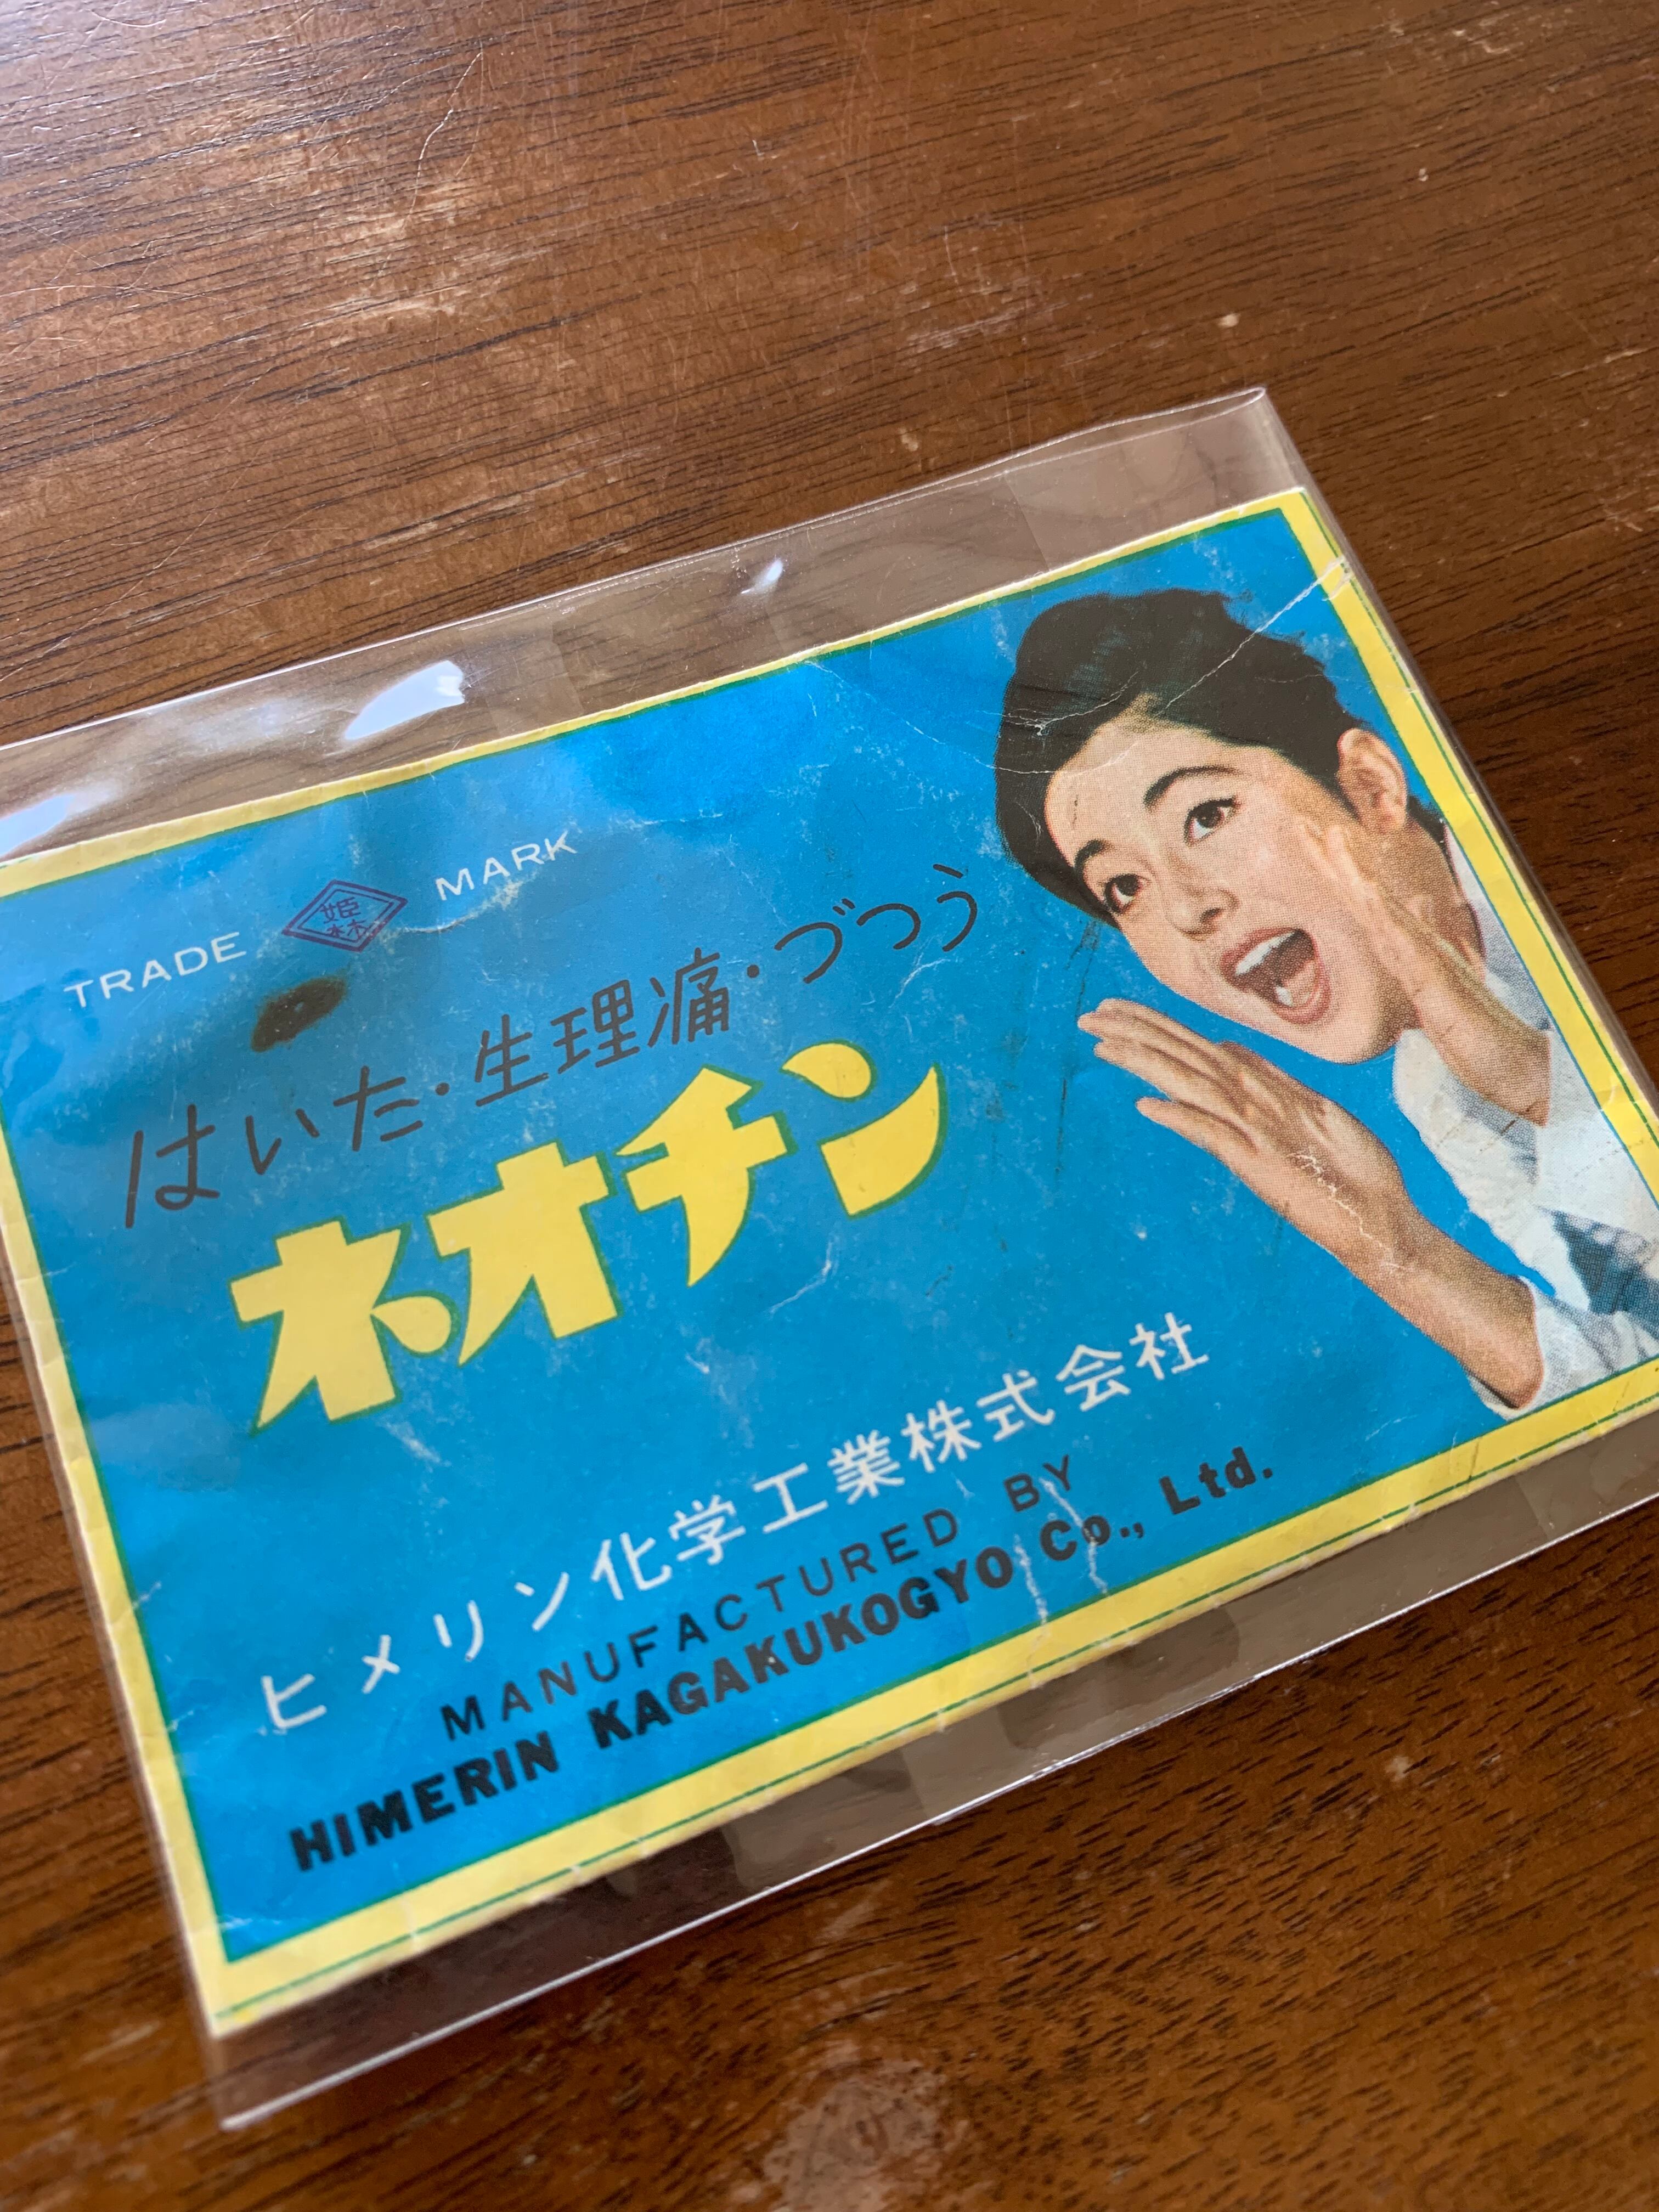 TRADE 姫 MARK
はいた・生理痛・づつう
ネオチン
ヒメリン化学工業株式会社
MANUFACTURED BY
HIMERIN KAGAKUKOGYO Co., Ltd.